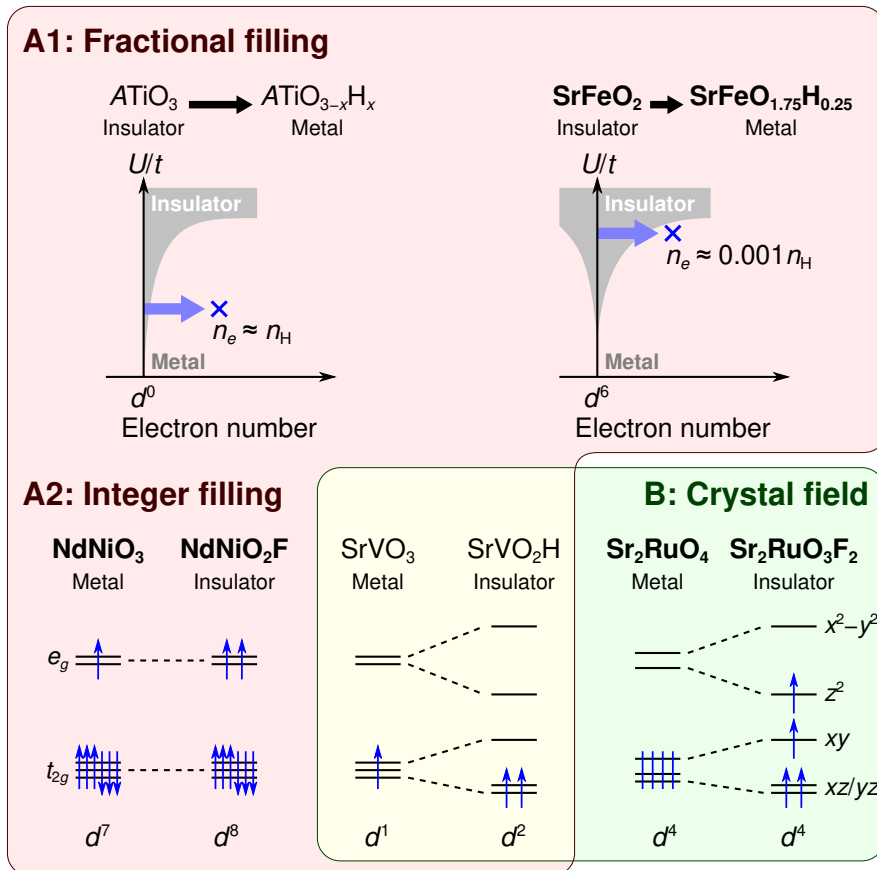 A1: Fractional filling
ATiO₃ ATiO₃₋ₓHₓ
Insulator Metal
U/t
Insulator
nₑ ≈ n_H
Metal
d⁰
Electron number
SrFeO₂ SrFeO₁.₇₅H₀.₂₅
Insulator Metal
U/t
Insulator
nₑ ≈ 0.001n_H
Metal
d⁶
Electron number
A2: Integer filling
NdNiO₃ NdNiO₂F
Metal Insulator
e_g
t₂g
d⁷ d⁸
SrVO₃ SrVO₂H
Metal Insulator
d¹ d²
B: Crystal field
Sr₂RuO₄ Sr₂RuO₃F₂
Metal Insulator
x²−y²
z²
xy
xz/yz
d⁴ d⁴